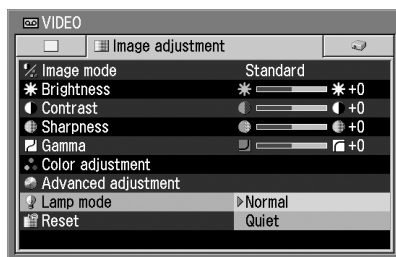 VIDEO
Image adjustment
Image mode Standard
Brightness +0
Contrast +0
Sharpness +0
Gamma +0
Color adjustment
Advanced adjustment
Lamp mode Normal
Reset Quiet